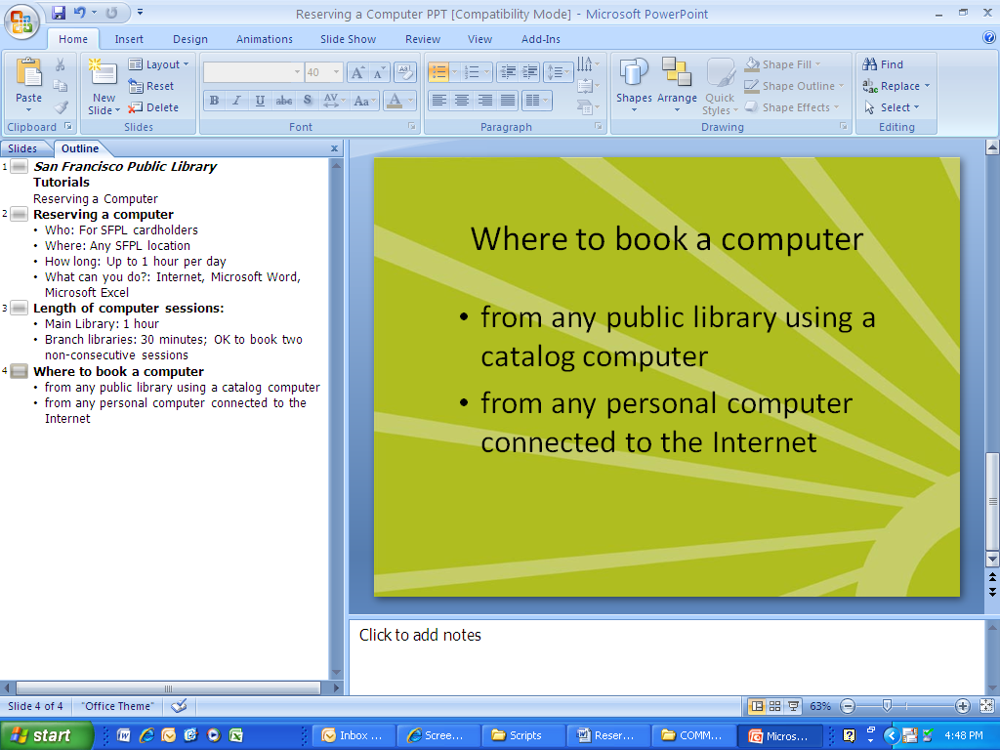 Reserving a Computer PPT [Compatibility Mode] - Microsoft PowerPoint
Home Insert Design Animations Slide Show Review View Add-Ins
Paste
Clipboard
New
Slide
Layout
Reset
Delete
Slides
40
B I U abc S AV Aa A
Font
Paragraph
Shapes Arrange Quick
Styles
Shape Fill
Shape Outline
Shape Effects
Drawing
Find
Replace
Select
Editing
Slides Outline x
1 San Francisco Public Library
Tutorials
Reserving a Computer
2 Reserving a computer
• Who: For SFPL cardholders
• Where: Any SFPL location
• How long: Up to 1 hour per day
• What can you do?: Internet, Microsoft Word,
Microsoft Excel
3 Length of computer sessions:
• Main Library: 1 hour
• Branch libraries: 30 minutes; OK to book two
non-consecutive sessions
4 Where to book a computer
• from any public library using a catalog computer
• from any personal computer connected to the
Internet
Where to book a computer
• from any public library using a
catalog computer
• from any personal computer
connected to the Internet
Click to add notes
Slide 4 of 4 "Office Theme" 63%
start Inbox ... Scree... Scripts Reser... COMM... Micros... 4:48 PM